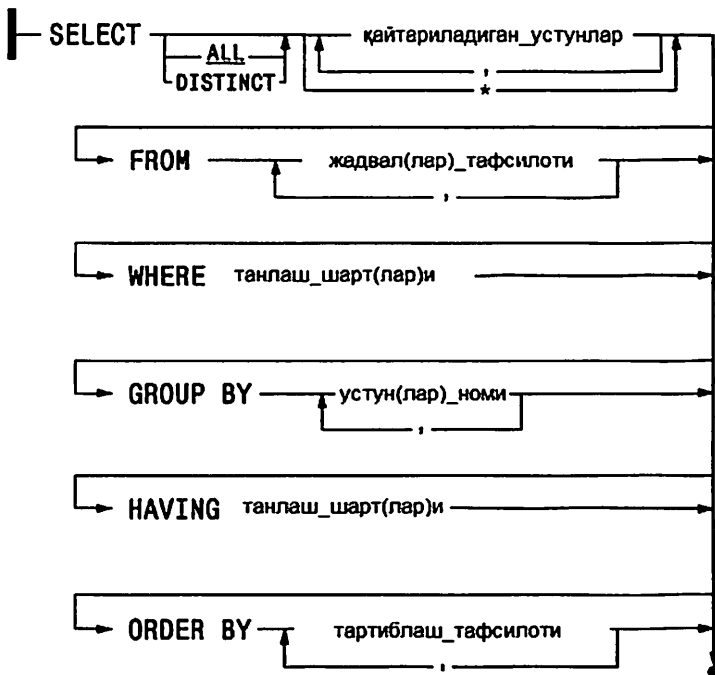 SELECT ALL қайтариладиган_устунлар
DISTINCT ,
*
FROM жадвал(лар)_тафсилоти
,
WHERE танлаш_шарт(лар)и
GROUP BY устун(лар)_номи
,
HAVING танлаш_шарт(лар)и
ORDER BY тартиблаш_тафсилоти
,